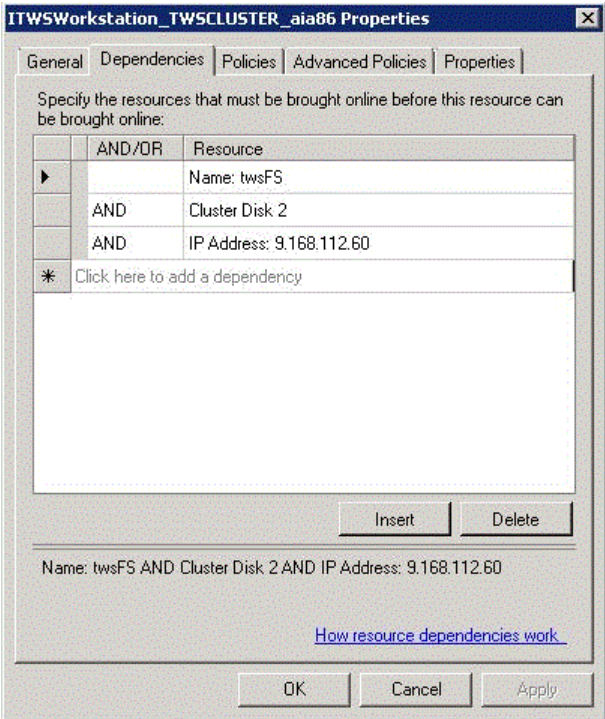 ITWSWorkstation_TWSCLUSTER_aia86 Properties
General Dependencies Policies Advanced Policies Properties
Specify the resources that must be brought online before this resource can
be brought online:
AND/OR Resource
Name: twsFS
AND Cluster Disk 2
AND IP Address: 9.168.112.60
Click here to add a dependency
Insert Delete
Name: twsFS AND Cluster Disk 2 AND IP Address: 9.168.112.60
How resource dependencies work
OK Cancel Apply